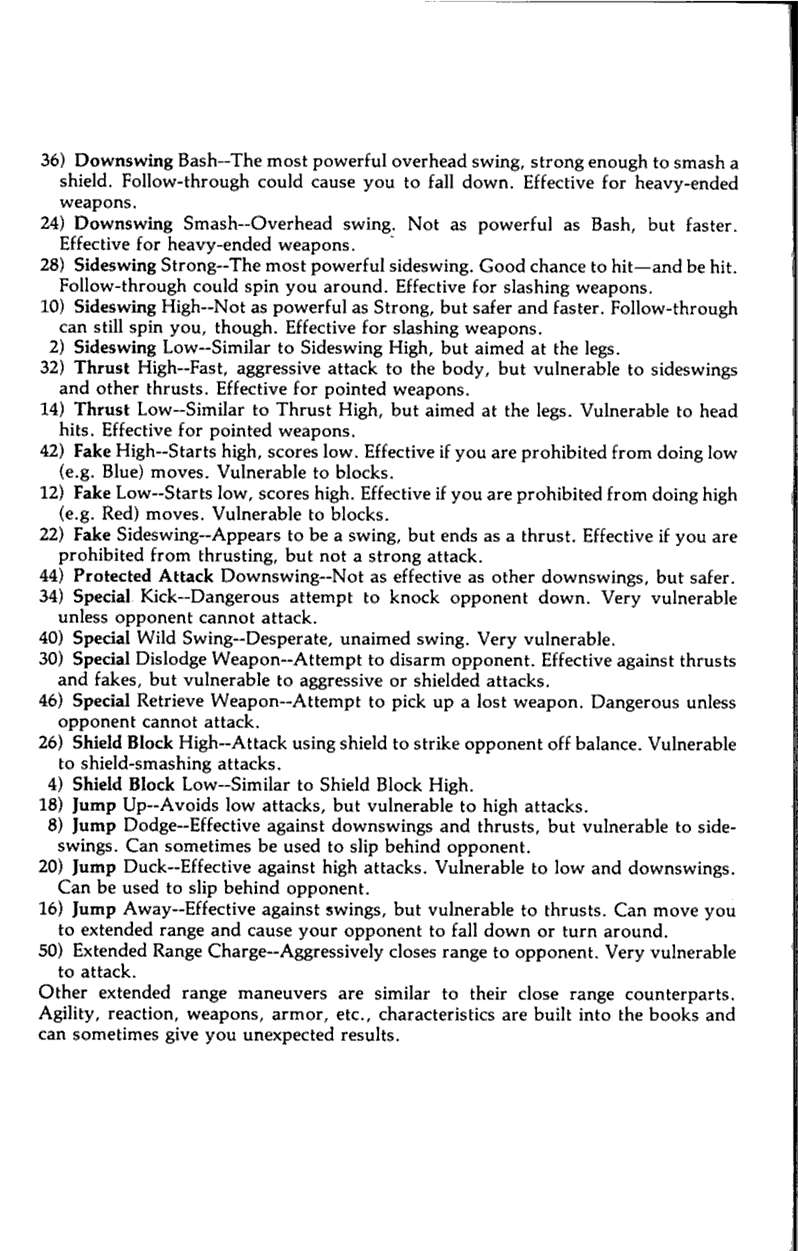 36) Downswing Bash--The most powerful overhead swing, strong enough to smash a
shield. Follow-through could cause you to fall down. Effective for heavy-ended
weapons.
24) Downswing Smash--Overhead swing. Not as powerful as Bash, but faster.
Effective for heavy-ended weapons.
28) Sideswing Strong--The most powerful sideswing. Good chance to hit—and be hit.
Follow-through could spin you around. Effective for slashing weapons.
10) Sideswing High--Not as powerful as Strong, but safer and faster. Follow-through
can still spin you, though. Effective for slashing weapons.
2) Sideswing Low--Similar to Sideswing High, but aimed at the legs.
32) Thrust High--Fast, aggressive attack to the body, but vulnerable to sideswings
and other thrusts. Effective for pointed weapons.
14) Thrust Low--Similar to Thrust High, but aimed at the legs. Vulnerable to head
hits. Effective for pointed weapons.
42) Fake High--Starts high, scores low. Effective if you are prohibited from doing low
(e.g. Blue) moves. Vulnerable to blocks.
12) Fake Low--Starts low, scores high. Effective if you are prohibited from doing high
(e.g. Red) moves. Vulnerable to blocks.
22) Fake Sideswing--Appears to be a swing, but ends as a thrust. Effective if you are
prohibited from thrusting, but not a strong attack.
44) Protected Attack Downswing--Not as effective as other downswings, but safer.
34) Special Kick--Dangerous attempt to knock opponent down. Very vulnerable
unless opponent cannot attack.
40) Special Wild Swing--Desperate, unaimed swing. Very vulnerable.
30) Special Dislodge Weapon--Attempt to disarm opponent. Effective against thrusts
and fakes, but vulnerable to aggressive or shielded attacks.
46) Special Retrieve Weapon--Attempt to pick up a lost weapon. Dangerous unless
opponent cannot attack.
26) Shield Block High--Attack using shield to strike opponent off balance. Vulnerable
to shield-smashing attacks.
4) Shield Block Low--Similar to Shield Block High.
18) Jump Up--Avoids low attacks, but vulnerable to high attacks.
8) Jump Dodge--Effective against downswings and thrusts, but vulnerable to side-
swings. Can sometimes be used to slip behind opponent.
20) Jump Duck--Effective against high attacks. Vulnerable to low and downswings.
Can be used to slip behind opponent.
16) Jump Away--Effective against swings, but vulnerable to thrusts. Can move you
to extended range and cause your opponent to fall down or turn around.
50) Extended Range Charge--Aggressively closes range to opponent. Very vulnerable
to attack.
Other extended range maneuvers are similar to their close range counterparts.
Agility, reaction, weapons, armor, etc., characteristics are built into the books and
can sometimes give you unexpected results.